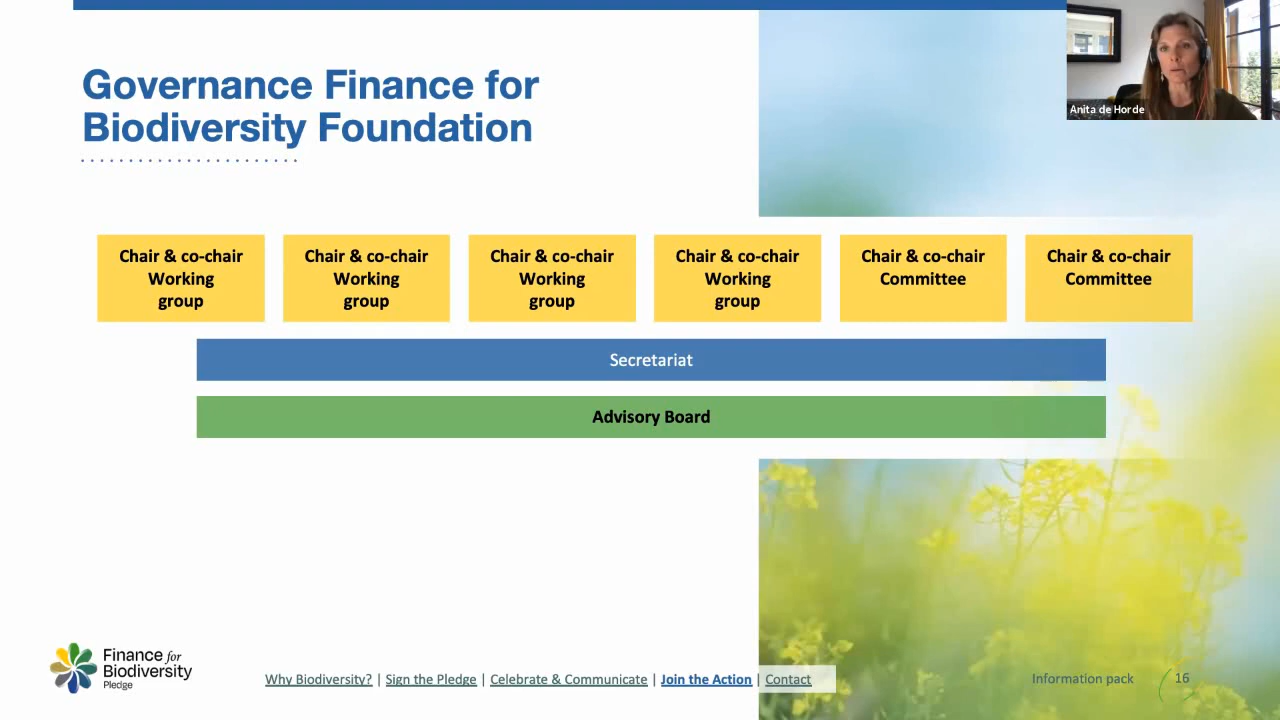 Governance Finance for
Biodiversity Foundation
Anita de Horde
Chair & co-chair
Working
group
Chair & co-chair
Working
group
Chair & co-chair
Working
group
Chair & co-chair
Working
group
Chair & co-chair
Committee
Chair & co-chair
Committee
Secretariat
Advisory Board
Finance for
Biodiversity
Pledge
Why Biodiversity? | Sign the Pledge | Celebrate & Communicate | Join the Action | Contact
Information pack
16